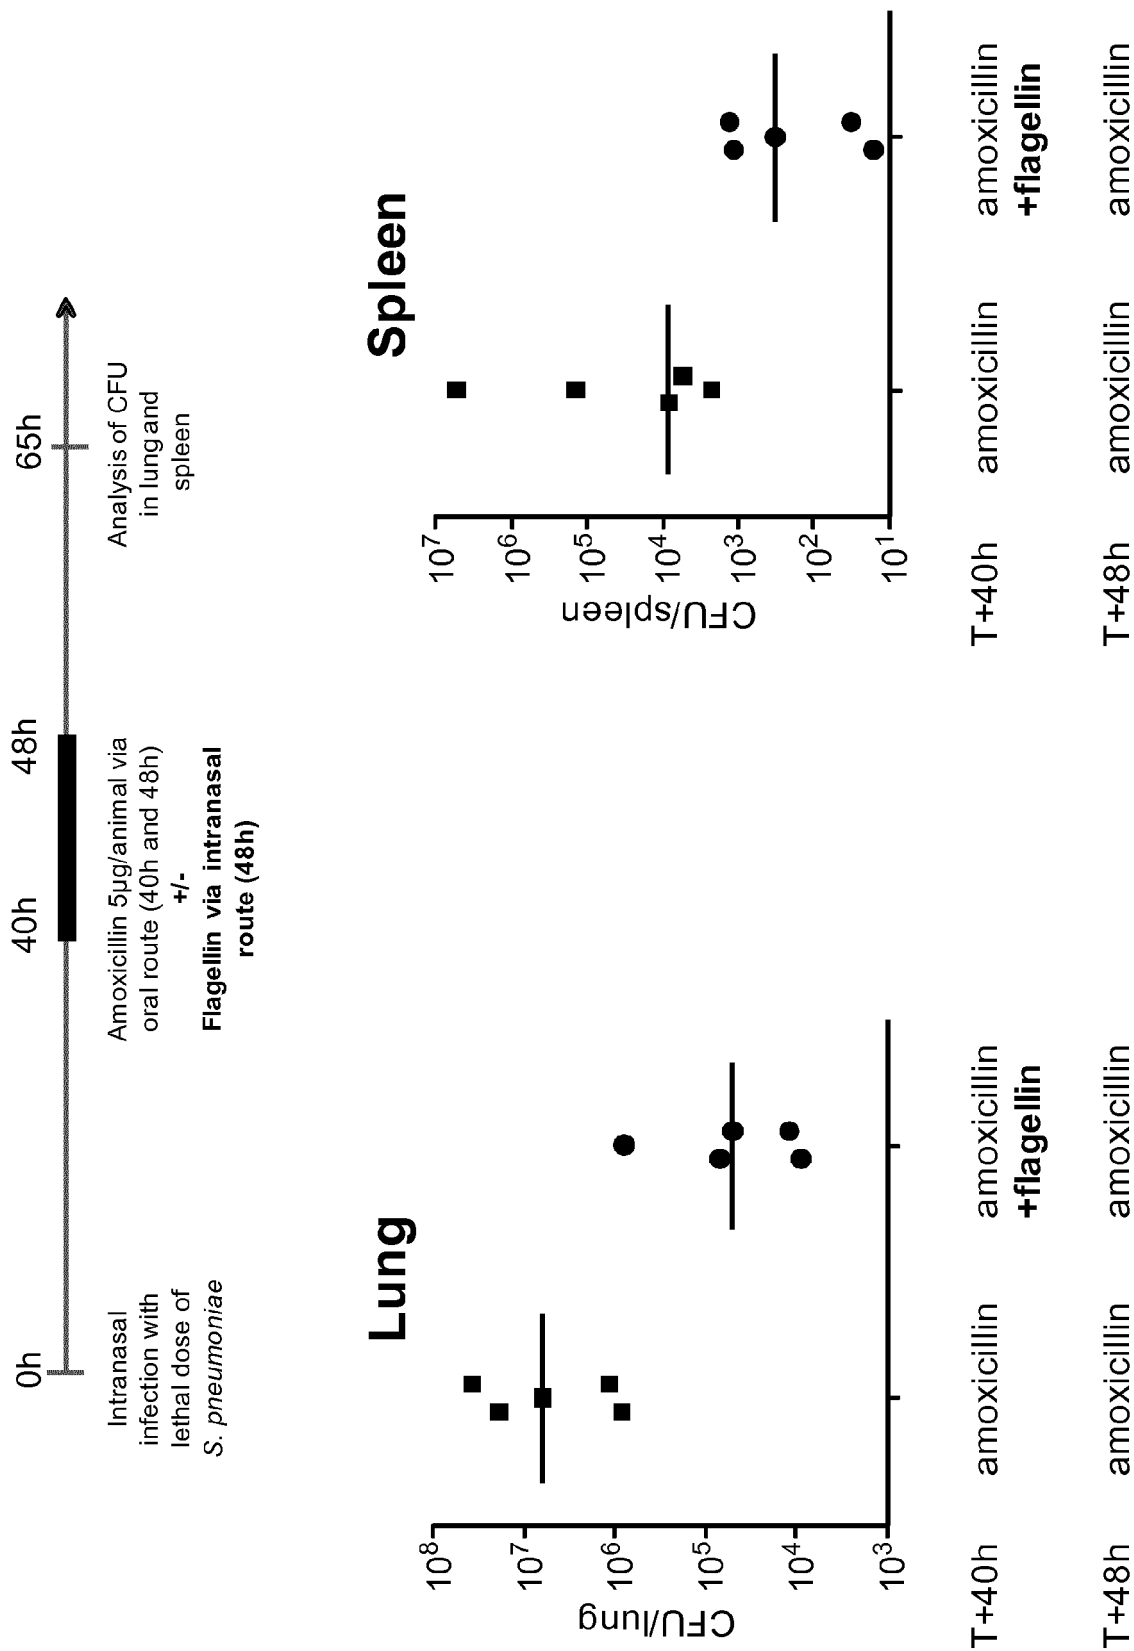 0h
40h
48h
65h
Intranasal
infection with
lethal dose of
S. pneumoniae
Amoxicillin 5µg/animal via
oral route (40h and 48h)
+/-
Flagellin via intranasal
route (48h)
Analysis of CFU
in lung and
spleen
Lung
CFU/lung
10⁸
10⁷
10⁶
10⁵
10⁴
10³
T+40h amoxicillin amoxicillin
+flagellin
T+48h amoxicillin amoxicillin
Spleen
CFU/spleen
10⁷
10⁶
10⁵
10⁴
10³
10²
10¹
T+40h amoxicillin amoxicillin
+flagellin
T+48h amoxicillin amoxicillin